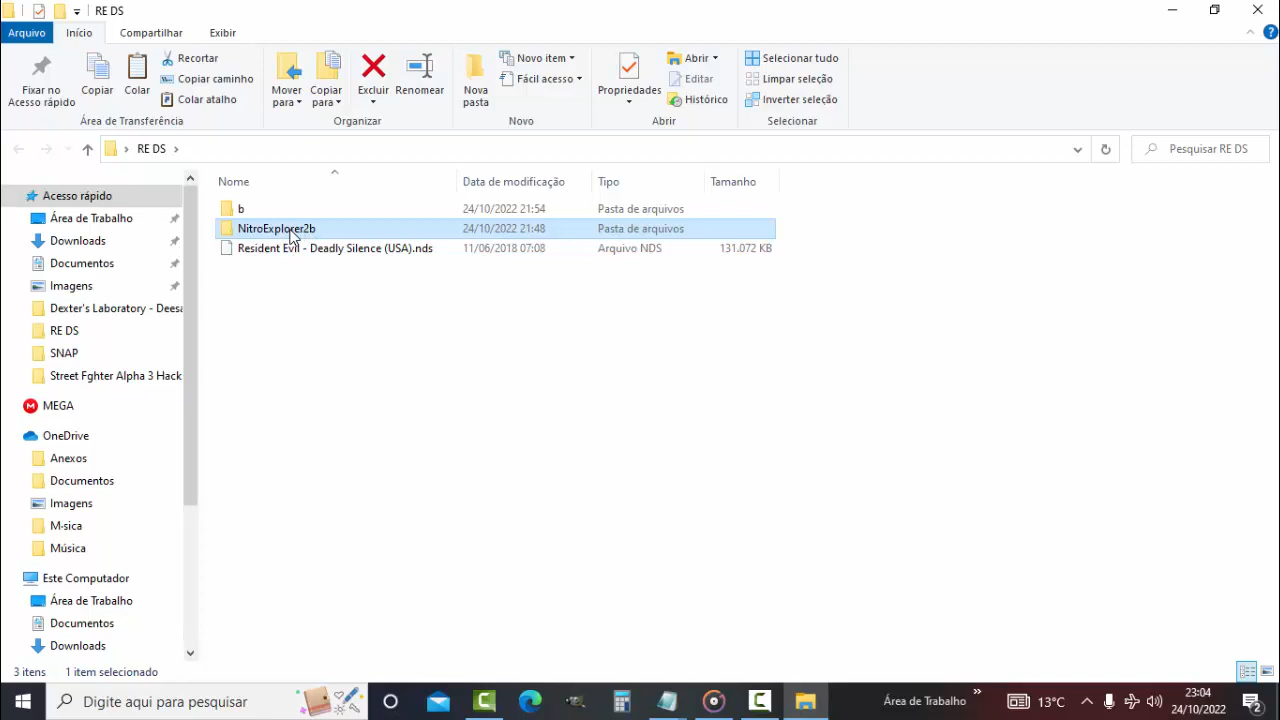 RE DS
Arquivo Início Compartilhar Exibir
Fixar no Acesso rápido
Copiar
Colar
Recortar
Copiar caminho
Colar atalho
Área de Transferência
Mover para
Copiar para
Excluir
Renomear
Organizar
Nova pasta
Novo item
Fácil acesso
Novo
Propriedades
Abrir
Editar
Histórico
Abrir
Selecionar tudo
Limpar seleção
Inverter seleção
Selecionar
RE DS
Pesquisar RE DS
Nome Data de modificação Tipo Tamanho
b 24/10/2022 21:54 Pasta de arquivos
NitroExplorer2b 24/10/2022 21:48 Pasta de arquivos
Resident Evil - Deadly Silence (USA).nds 11/06/2018 07:08 Arquivo NDS 131.072 KB
Acesso rápido
Área de Trabalho
Downloads
Documentos
Imagens
Dexter's Laboratory - Deesa
RE DS
SNAP
Street Fghter Alpha 3 Hack
MEGA
OneDrive
Anexos
Documentos
Imagens
M-sica
Música
Este Computador
Área de Trabalho
Documentos
Downloads
3 itens 1 item selecionado
Digite aqui para pesquisar
Área de Trabalho
13°C
23:04
24/10/2022
2